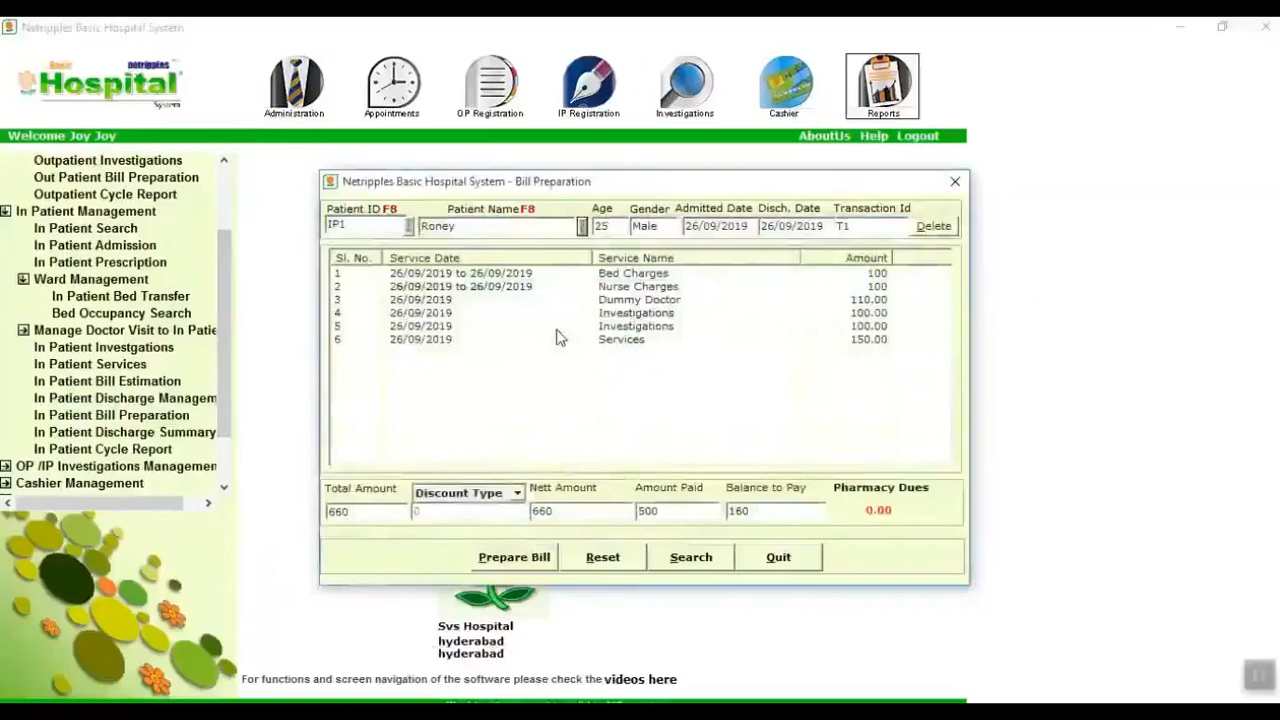 Netripples Basic Hospital System
Basic netripples
Hospital
System
Administration
Appointments
OP Registration
IP Registration
Investigations
Cashier
Reports
Welcome Joy Joy
AboutUs Help Logout
Outpatient Investigations
Out Patient Bill Preparation
Outpatient Cycle Report
In Patient Management
In Patient Search
In Patient Admission
In Patient Prescription
Ward Management
In Patient Bed Transfer
Bed Occupancy Search
Manage Doctor Visit to In Patie
In Patient Investgations
In Patient Services
In Patient Bill Estimation
In Patient Discharge Managem
In Patient Bill Preparation
In Patient Discharge Summary
In Patient Cycle Report
OP /IP Investigations Managemen
Cashier Management
Netripples Basic Hospital System - Bill Preparation
Patient ID F8 Patient Name F8 Age Gender Admitted Date Disch. Date Transaction Id
IP1 Roney 25 Male 26/09/2019 26/09/2019 T1 Delete
Sl. No. Service Date Service Name Amount
1 26/09/2019 to 26/09/2019 Bed Charges 100
2 26/09/2019 to 26/09/2019 Nurse Charges 100
3 26/09/2019 Dummy Doctor 110.00
4 26/09/2019 Investigations 100.00
5 26/09/2019 Investigations 100.00
6 26/09/2019 Services 150.00
Total Amount Discount Type Nett Amount Amount Paid Balance to Pay Pharmacy Dues
660 0 660 500 160 0.00
Prepare Bill Reset Search Quit
Svs Hospital
hyderabad
hyderabad
For functions and screen navigation of the software please check the videos here